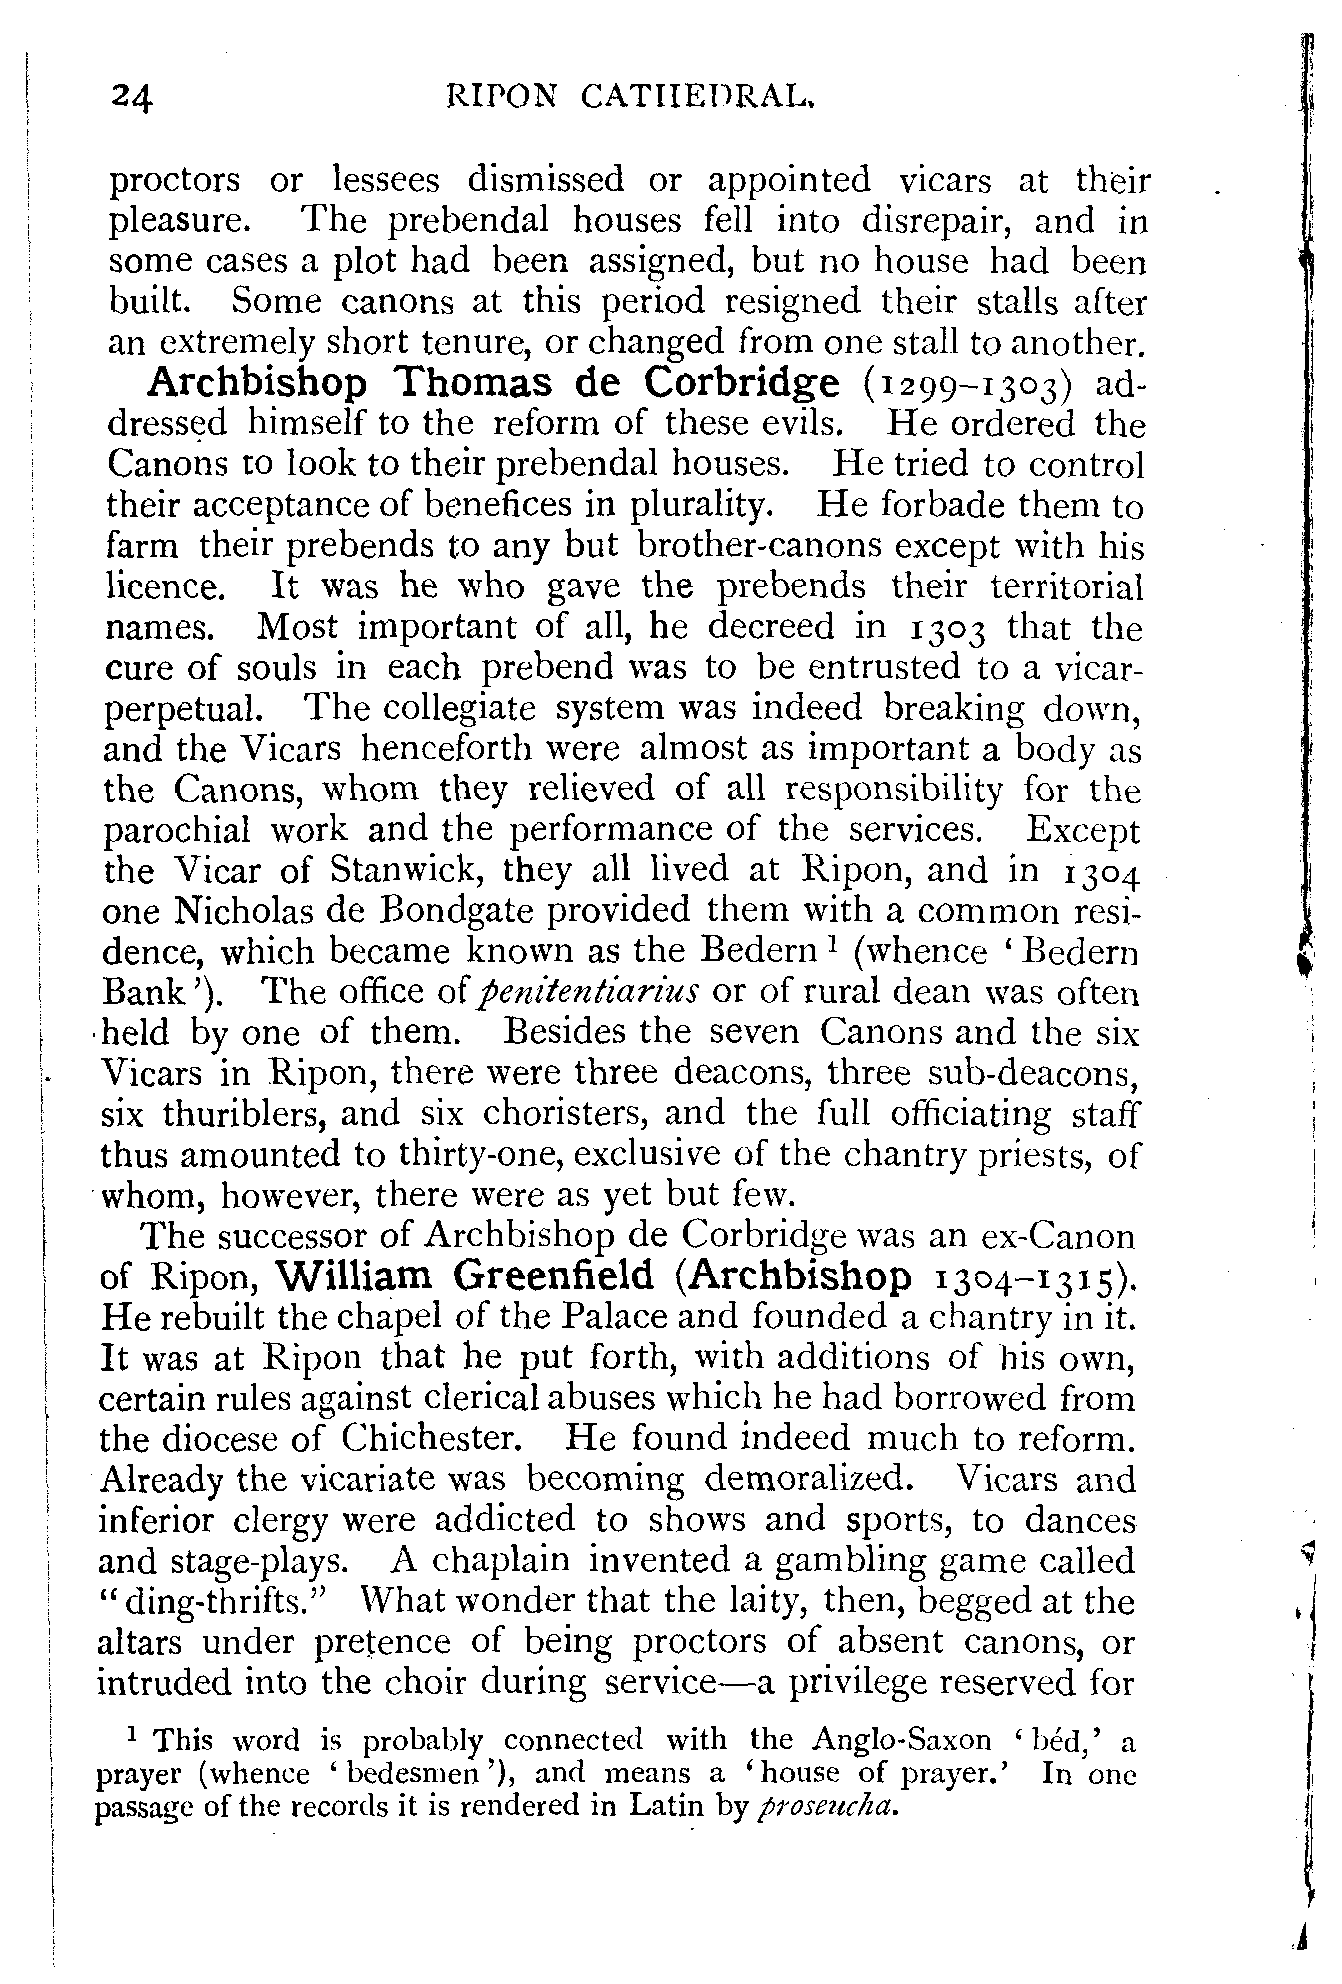 24 RIPON CATHEDRAL.
proctors or lessees dismissed or appointed vicars at their
pleasure. The prebendal houses fell into disrepair, and in
some cases a plot had been assigned, but no house had been
built. Some canons at this period resigned their stalls after
an extremely short tenure, or changed from one stall to another.
Archbishop Thomas de Corbridge (1299–1303) ad-
dressed himself to the reform of these evils. He ordered the
Canons to look to their prebendal houses. He tried to control
their acceptance of benefices in plurality. He forbade them to
farm their prebends to any but brother-canons except with his
licence. It was he who gave the prebends their territorial
names. Most important of all, he decreed in 1303 that the
cure of souls in each prebend was to be entrusted to a vicar-
perpetual. The collegiate system was indeed breaking down,
and the Vicars henceforth were almost as important a body as
the Canons, whom they relieved of all responsibility for the
parochial work and the performance of the services. Except
the Vicar of Stanwick, they all lived at Ripon, and in 1304
one Nicholas de Bondgate provided them with a common resi-
dence, which became known as the Bedern ¹ (whence ‘ Bedern
Bank ’). The office of penitentiarius or of rural dean was often
held by one of them. Besides the seven Canons and the six
Vicars in Ripon, there were three deacons, three sub-deacons,
six thuriblers, and six choristers, and the full officiating staff
thus amounted to thirty-one, exclusive of the chantry priests, of
whom, however, there were as yet but few.
The successor of Archbishop de Corbridge was an ex-Canon
of Ripon, William Greenfield (Archbishop 1304–1315).
He rebuilt the chapel of the Palace and founded a chantry in it.
It was at Ripon that he put forth, with additions of his own,
certain rules against clerical abuses which he had borrowed from
the diocese of Chichester. He found indeed much to reform.
Already the vicariate was becoming demoralized. Vicars and
inferior clergy were addicted to shows and sports, to dances
and stage-plays. A chaplain invented a gambling game called
“ ding-thrifts.” What wonder that the laity, then, begged at the
altars under pretence of being proctors of absent canons, or
intruded into the choir during service—a privilege reserved for
¹ This word is probably connected with the Anglo-Saxon ‘ béd,’ a
prayer (whence ‘ bedesmen ’), and means a ‘ house of prayer.’ In one
passage of the records it is rendered in Latin by proseucha.